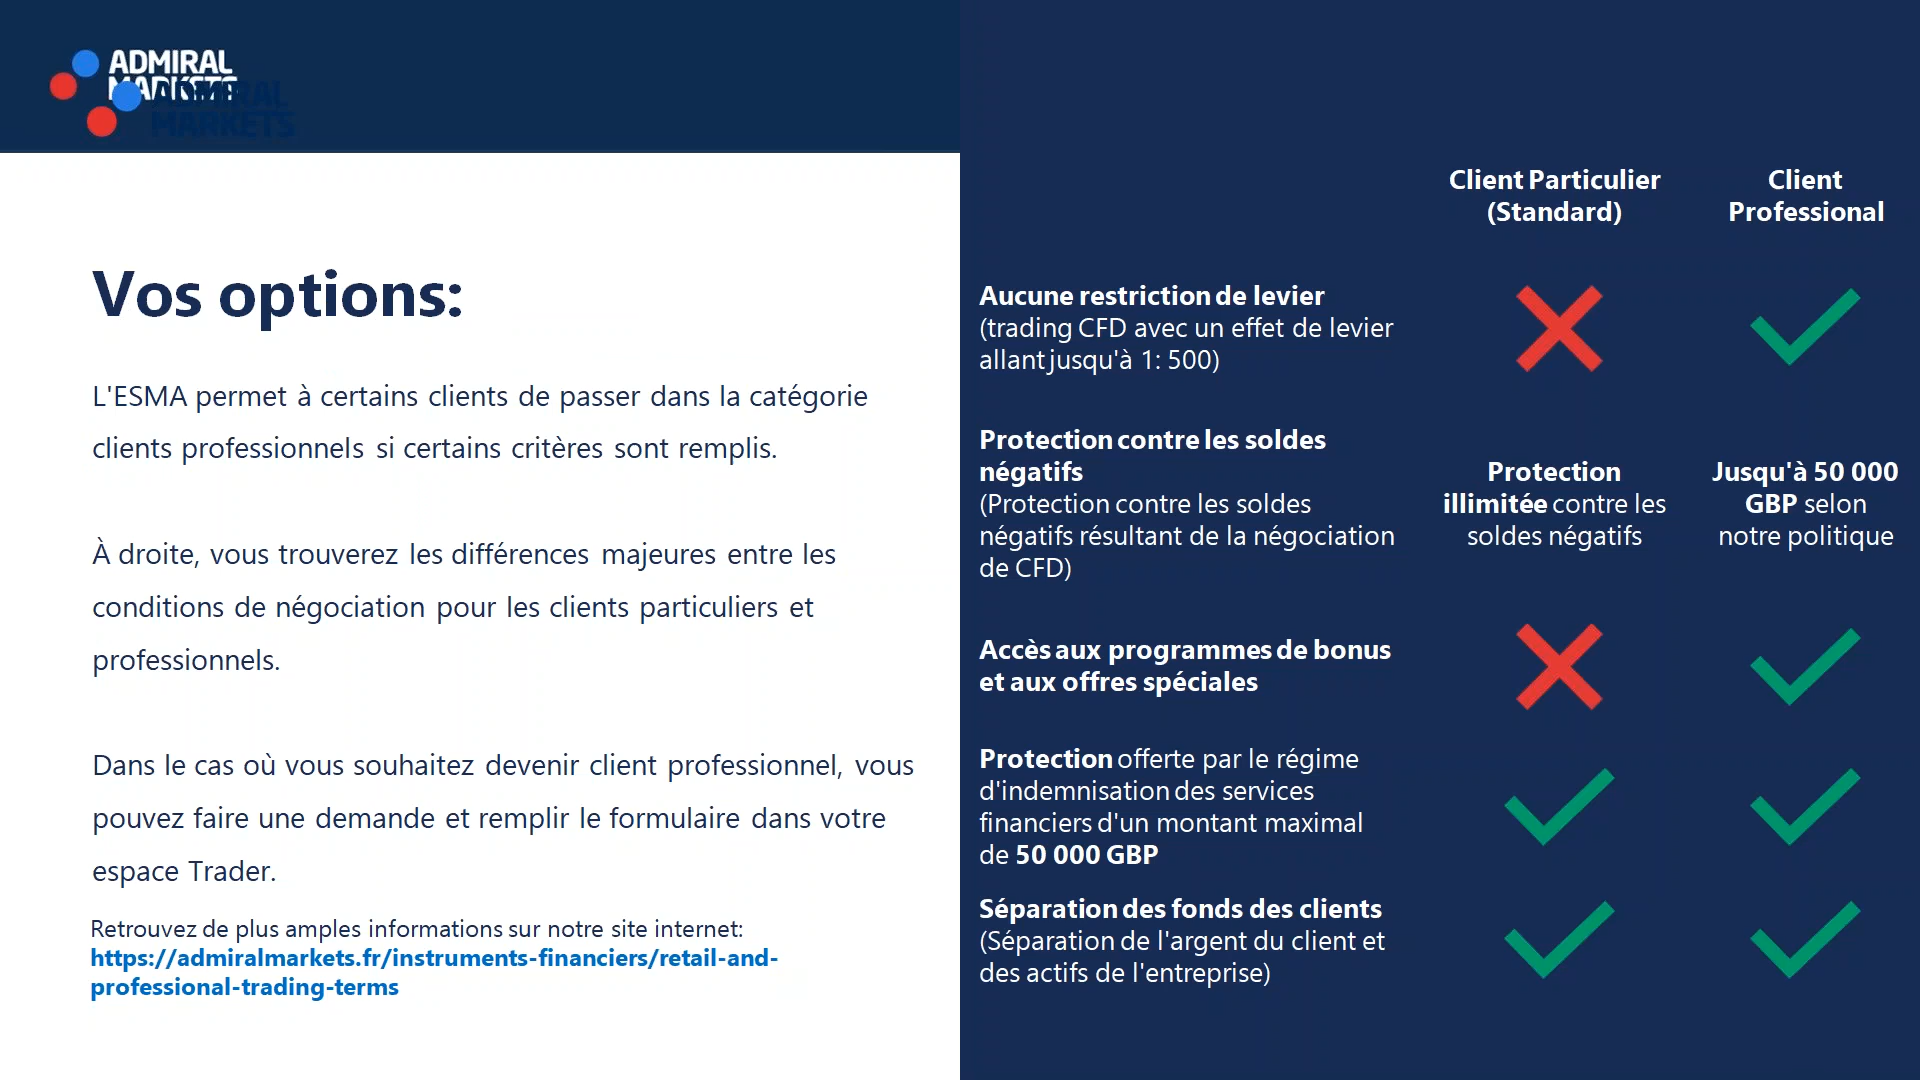 ADMIRAL
MARKETS
ADMIRAL
MARKETS
Vos options:
L'ESMA permet à certains clients de passer dans la catégorie
clients professionnels si certains critères sont remplis.
À droite, vous trouverez les différences majeures entre les
conditions de négociation pour les clients particuliers et
professionnels.
Dans le cas où vous souhaitez devenir client professionnel, vous
pouvez faire une demande et remplir le formulaire dans votre
espace Trader.
Retrouvez de plus amples informations sur notre site internet:
https://admiralmarkets.fr/instruments-financiers/retail-and-
professional-trading-terms
Client Particulier
(Standard)
Client
Professional
Aucune restriction de levier
(trading CFD avec un effet de levier
allant jusqu'à 1: 500)
Protection contre les soldes
négatifs
(Protection contre les soldes
négatifs résultant de la négociation
de CFD)
Protection
illimitée contre les
soldes négatifs
Jusqu'à 50 000
GBP selon
notre politique
Accès aux programmes de bonus
et aux offres spéciales
Protection offerte par le régime
d'indemnisation des services
financiers d'un montant maximal
de 50 000 GBP
Séparation des fonds des clients
(Séparation de l'argent du client et
des actifs de l'entreprise)